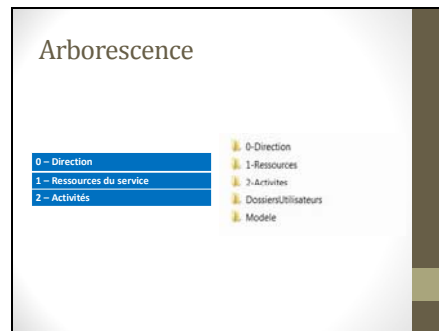 Arborescence
0 – Direction
1 – Ressources du service
2 – Activités
0-Direction
1-Ressources
2-Activites
DossiersUtilisateurs
Modele